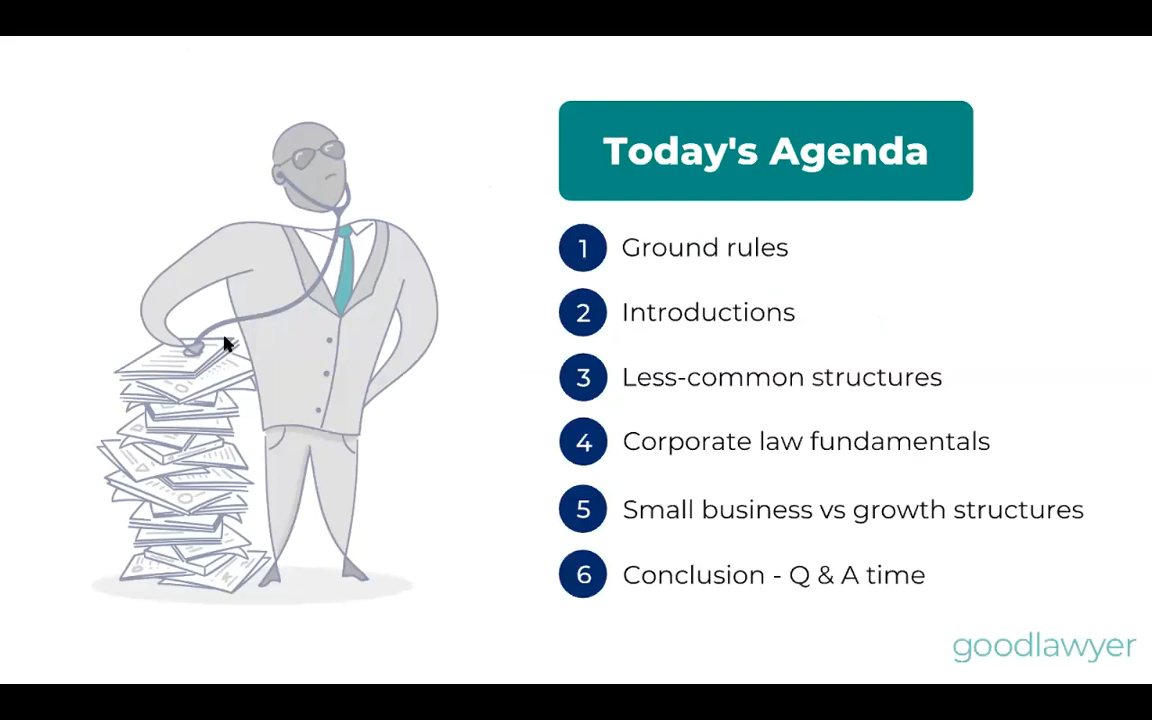 Today's Agenda
1 Ground rules
2 Introductions
3 Less-common structures
4 Corporate law fundamentals
5 Small business vs growth structures
6 Conclusion - Q & A time
goodlawyer